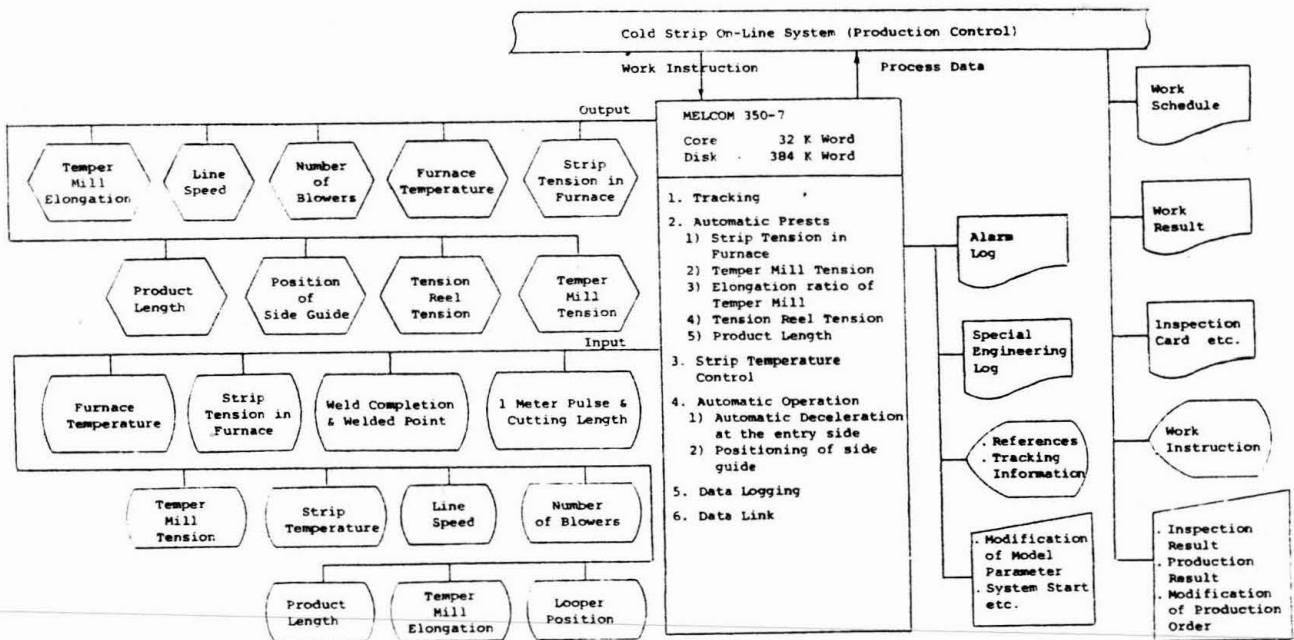 Cold Strip On-Line System (Production Control)
Work Instruction
Process Data
Output
Temper
Mill
Elongation
Line
Speed
Number
of
Blowers
Furnace
Temperature
Strip
Tension in
Furnace
Product
Length
Position
of
Side Guide
Tension
Reel
Tension
Temper
Mill
Tension
Input
Furnace
Temperature
Strip
Tension in
Furnace
Weld Completion
& Welded Point
1 Meter Pulse &
Cutting Length
Temper
Mill
Tension
Strip
Temperature
Line
Speed
Number
of Blowers
Product
Length
Temper
Mill
Elongation
Looper
Position
MELCOM 350-7
Core 32 K Word
Disk 384 K Word
1. Tracking
2. Automatic Prests
1) Strip Tension in
Furnace
2) Temper Mill Tension
3) Elongation ratio of
Temper Mill
4) Tension Reel Tension
5) Product Length
3. Strip Temperature
Control
4. Automatic Operation
1) Automatic Deceleration
at the entry side
2) Positioning of side
guide
5. Data Logging
6. Data Link
Alarm
Log
Special
Engineering
Log
. References
. Tracking
Information
. Modification
of Model
Parameter
. System Start
etc.
Work
Schedule
Work
Result
Inspection
Card etc.
Work
Instruction
. Inspection
Result
. Production
Result
. Modification
of Production
Order